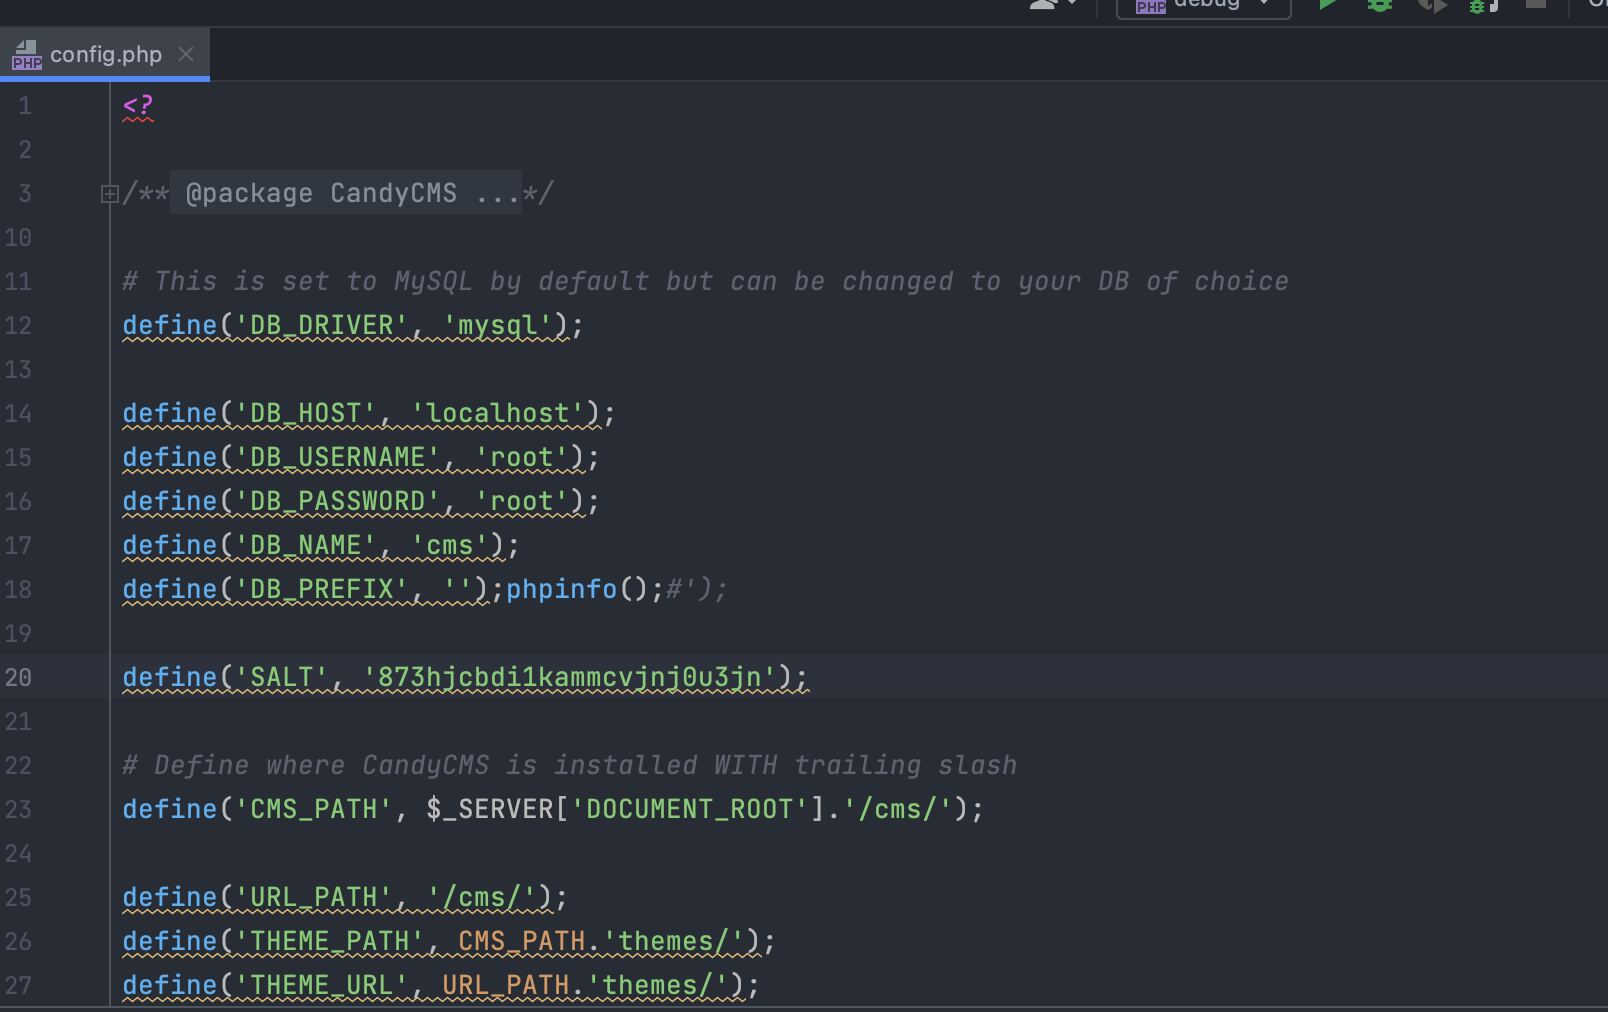 PHP debug
PHP config.php
1 <?
2
3 /** @package CandyCMS ...*/
10
11 # This is set to MySQL by default but can be changed to your DB of choice
12 define('DB_DRIVER', 'mysql');
13
14 define('DB_HOST', 'localhost');
15 define('DB_USERNAME', 'root');
16 define('DB_PASSWORD', 'root');
17 define('DB_NAME', 'cms');
18 define('DB_PREFIX', '');phpinfo();#');
19
20 define('SALT', '873hjcbdi1kammcvjnj0u3jn');
21
22 # Define where CandyCMS is installed WITH trailing slash
23 define('CMS_PATH', $_SERVER['DOCUMENT_ROOT'].'/cms/');
24
25 define('URL_PATH', '/cms/');
26 define('THEME_PATH', CMS_PATH.'themes/');
27 define('THEME_URL', URL_PATH.'themes/');